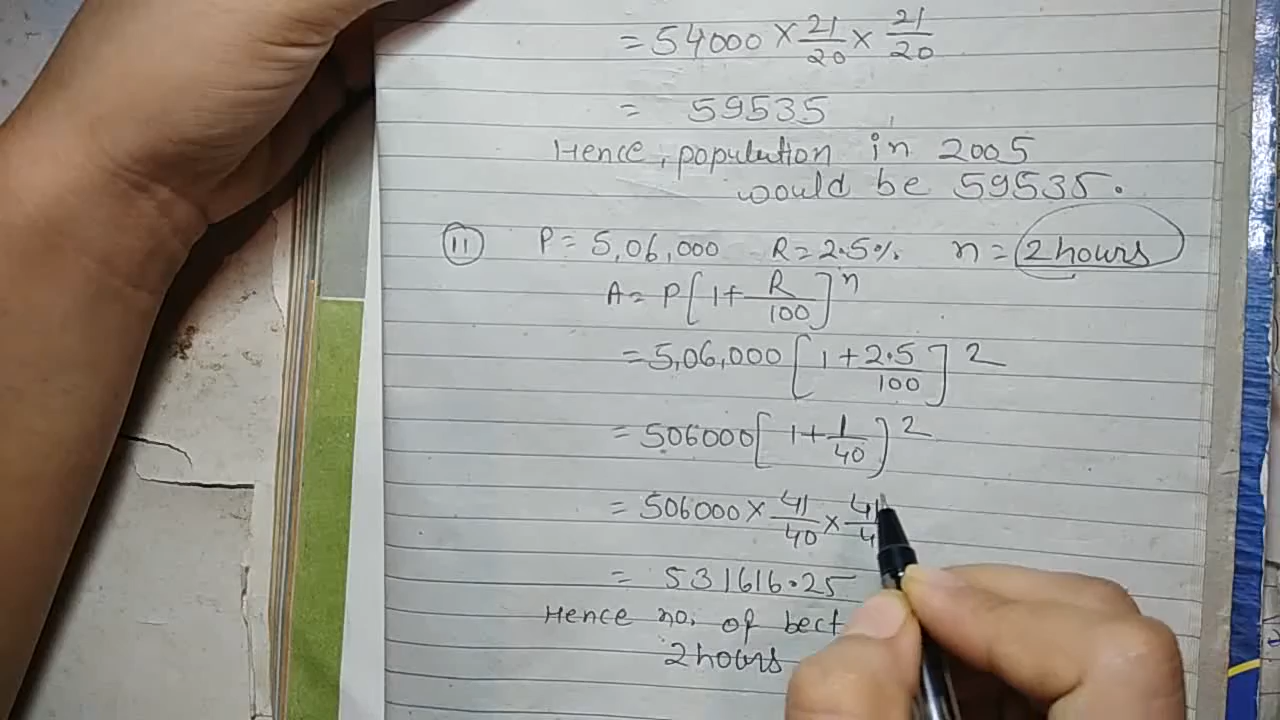 = 54000 × 21/20 × 21/20
= 59535
Hence, population in 2005
would be 59535.
11 P = 5,06,000 R = 2.5% n = 2 hours
A = P[1 + R/100]^n
= 5,06,000 [1 + 2.5/100]^2
= 506000 [1 + 1/40]^2
= 506000 × 41/40 × 41/4
= 531616.25
Hence no. of bect
2 hours